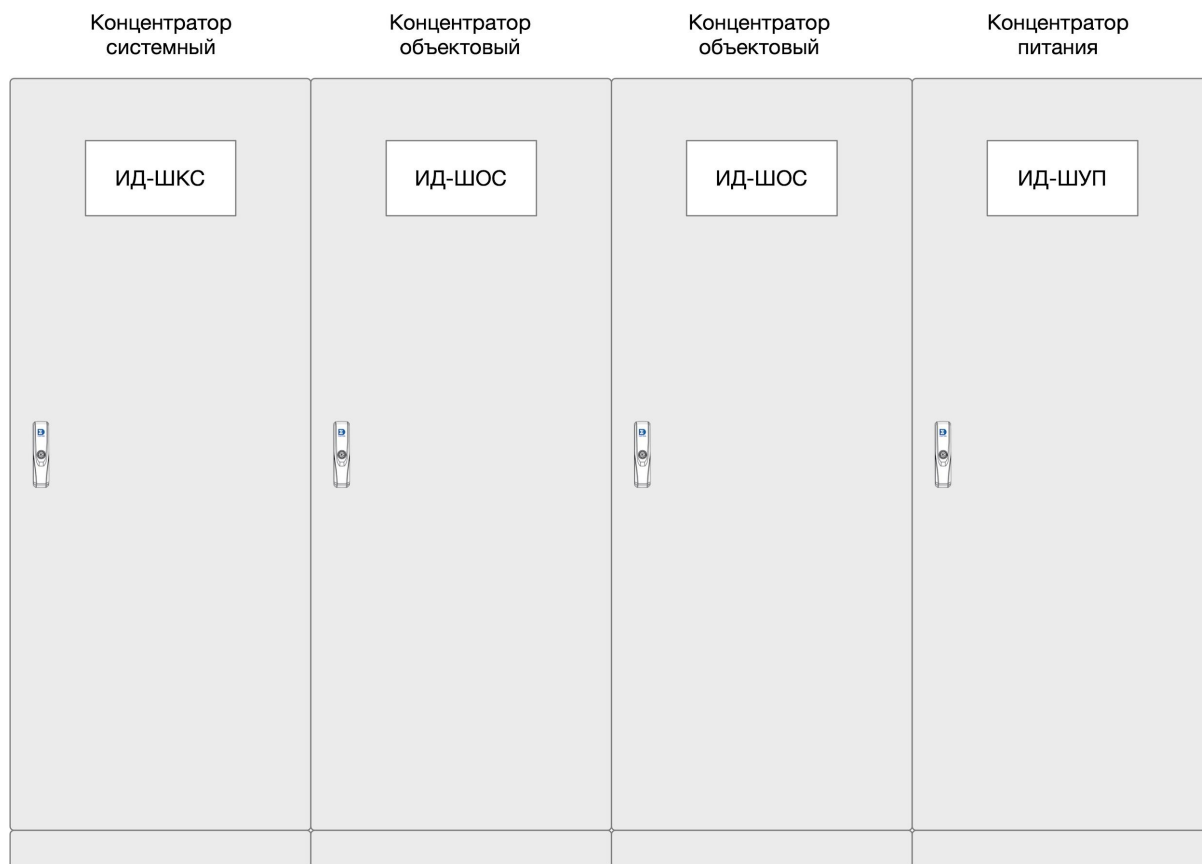 Концентратор
системный
Концентратор
объектовый
Концентратор
объектовый
Концентратор
питания
ИД-ШКС
ИД-ШОС
ИД-ШОС
ИД-ШУП